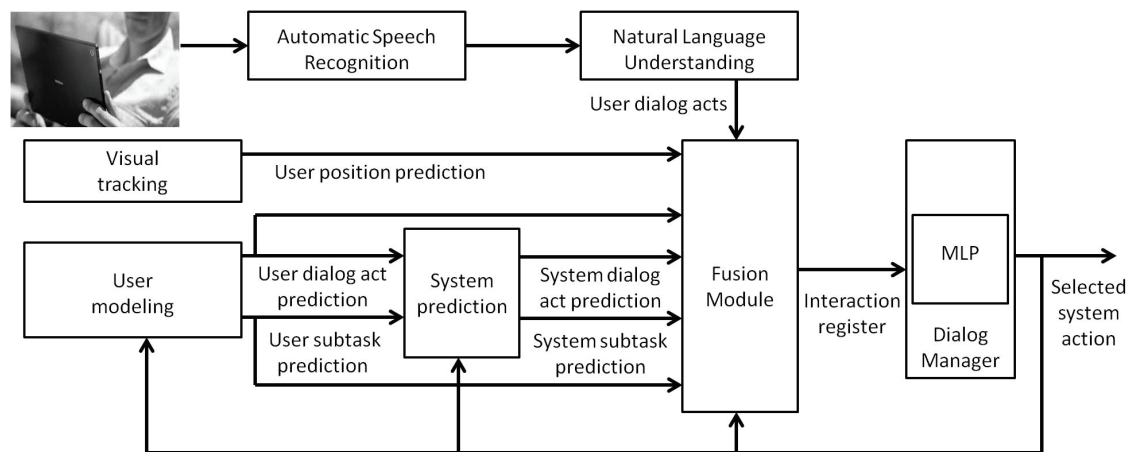 Automatic Speech
Recognition
Natural Language
Understanding
User dialog acts
Visual
tracking
User position prediction
User
modeling
User dialog act
prediction
User subtask
prediction
System
prediction
System dialog
act prediction
System subtask
prediction
Fusion
Module
Interaction
register
MLP
Dialog
Manager
Selected
system
action